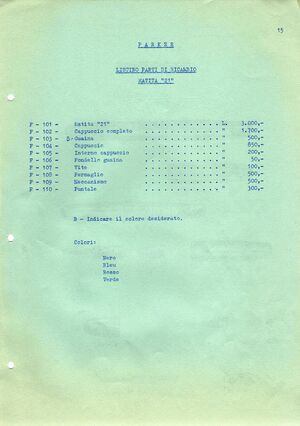 15
P A R K E R
LISTINO PARTI DI RICAMBIO
MATITA "21"
P - 101 - Matita "21" . . . . . . . . . . . L. 3.000,-
P - 102 - Cappuccio completo . . . . . . . . . . . " 1.700,-
P - 103 - Guaina . . . . . . . . . . . " 500,-
P - 104 - Cappuccio . . . . . . . . . . . " 850,-
P - 105 - Interno cappuccio . . . . . . . . . . . " 200,-
P - 106 - Fondello guaina . . . . . . . . . . . " 50,-
P - 107 - Vite . . . . . . . . . . . " 100,-
P - 108 - Fermaglio . . . . . . . . . . . " 500,-
P - 109 - Meccanismo . . . . . . . . . . . " 500,-
P - 110 - Puntale . . . . . . . . . . . " 300,-
B - Indicare il colore desiderato.
Colori:
Nero
Bleu
Rosso
Verde